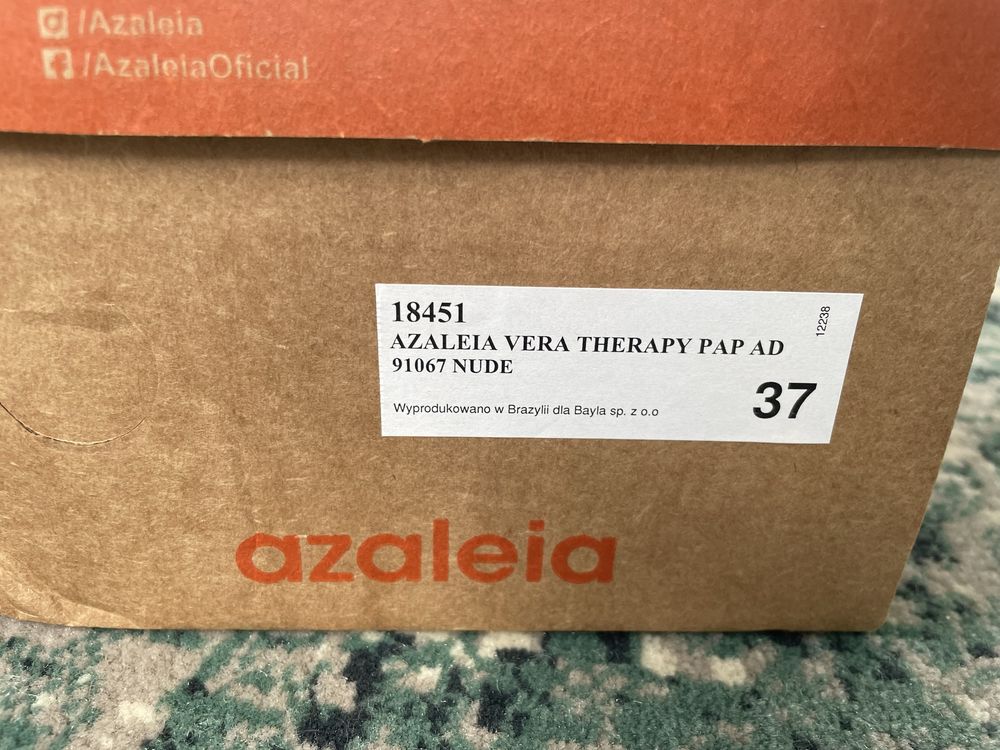 /Azaleia
/AzaleiaOficial
18451
12238
AZALEIA VERA THERAPY PAP AD
91067 NUDE
37
Wyprodukowano w Brazylii dla Bayla sp. z o.o
azaleia